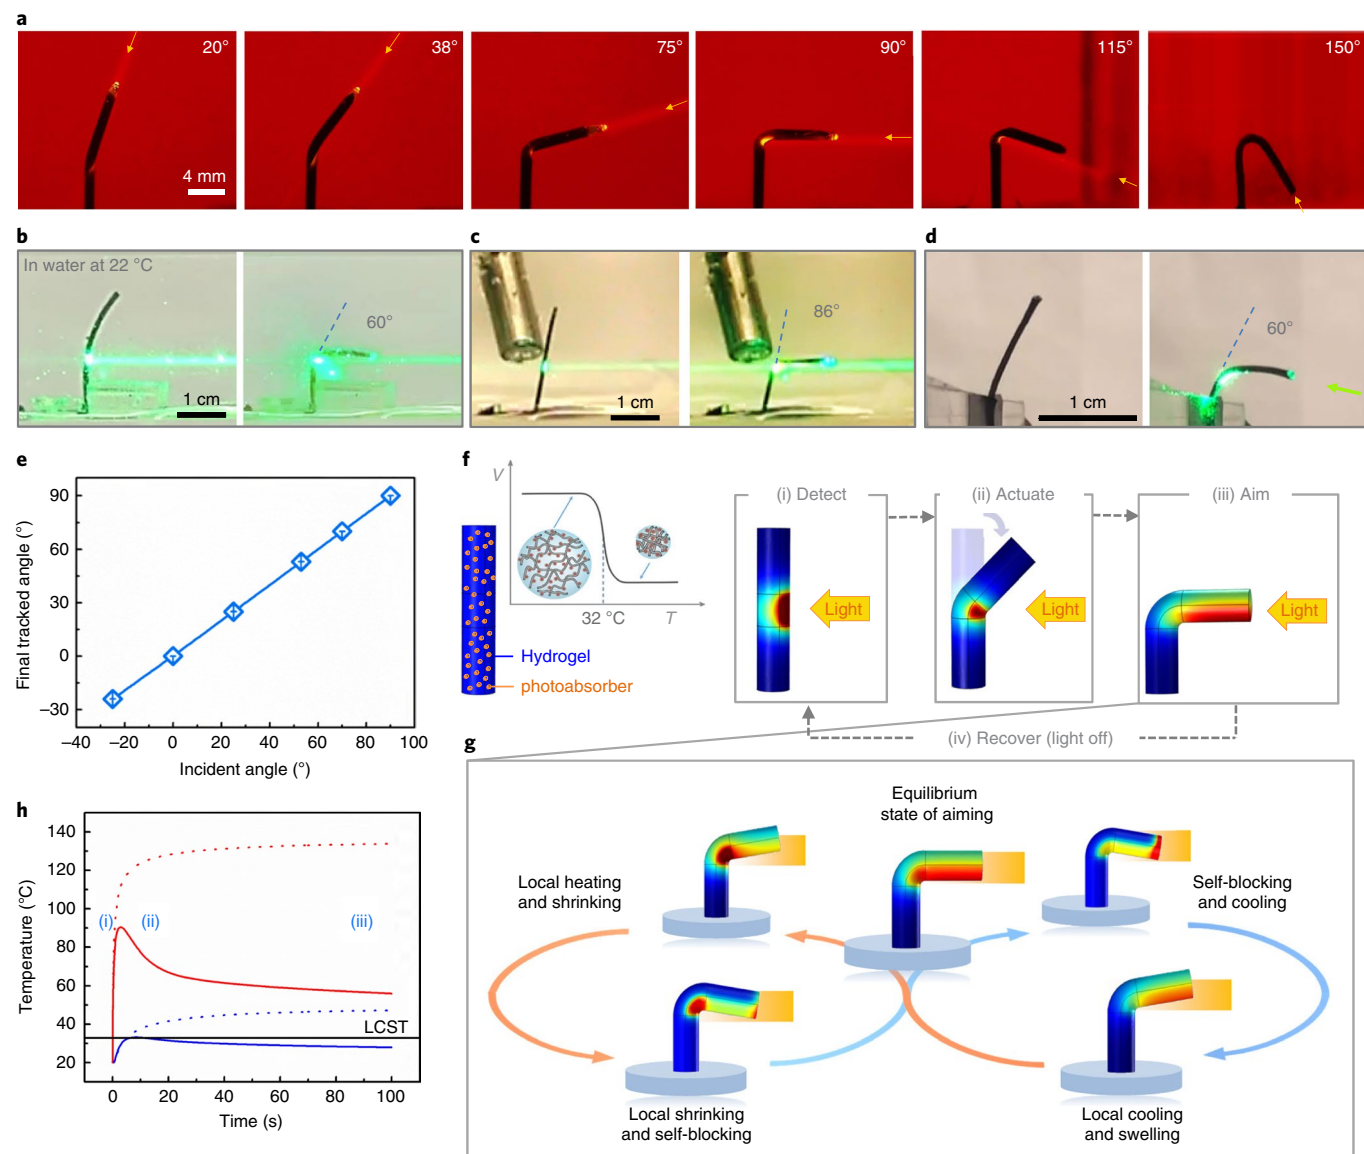 a
20°
38°
75°
90°
115°
150°
4 mm
b
c
d
In water at 22 °C
60°
86°
60°
1 cm
1 cm
1 cm
e
90
60
30
0
–30
–40
–20
0
20
40
60
80
100
Final tracked angle (°)
Incident angle (°)
f
V
32 °C
T
Hydrogel
photoabsorber
(i) Detect
(ii) Actuate
(iii) Aim
Light
Light
Light
(iv) Recover (light off)
g
Equilibrium
state of aiming
Local heating
and shrinking
Self-blocking
and cooling
Local shrinking
and self-blocking
Local cooling
and swelling
h
140
120
100
80
60
40
20
(i)
(ii)
(iii)
LCST
0
20
40
60
80
100
Temperature (°C)
Time (s)